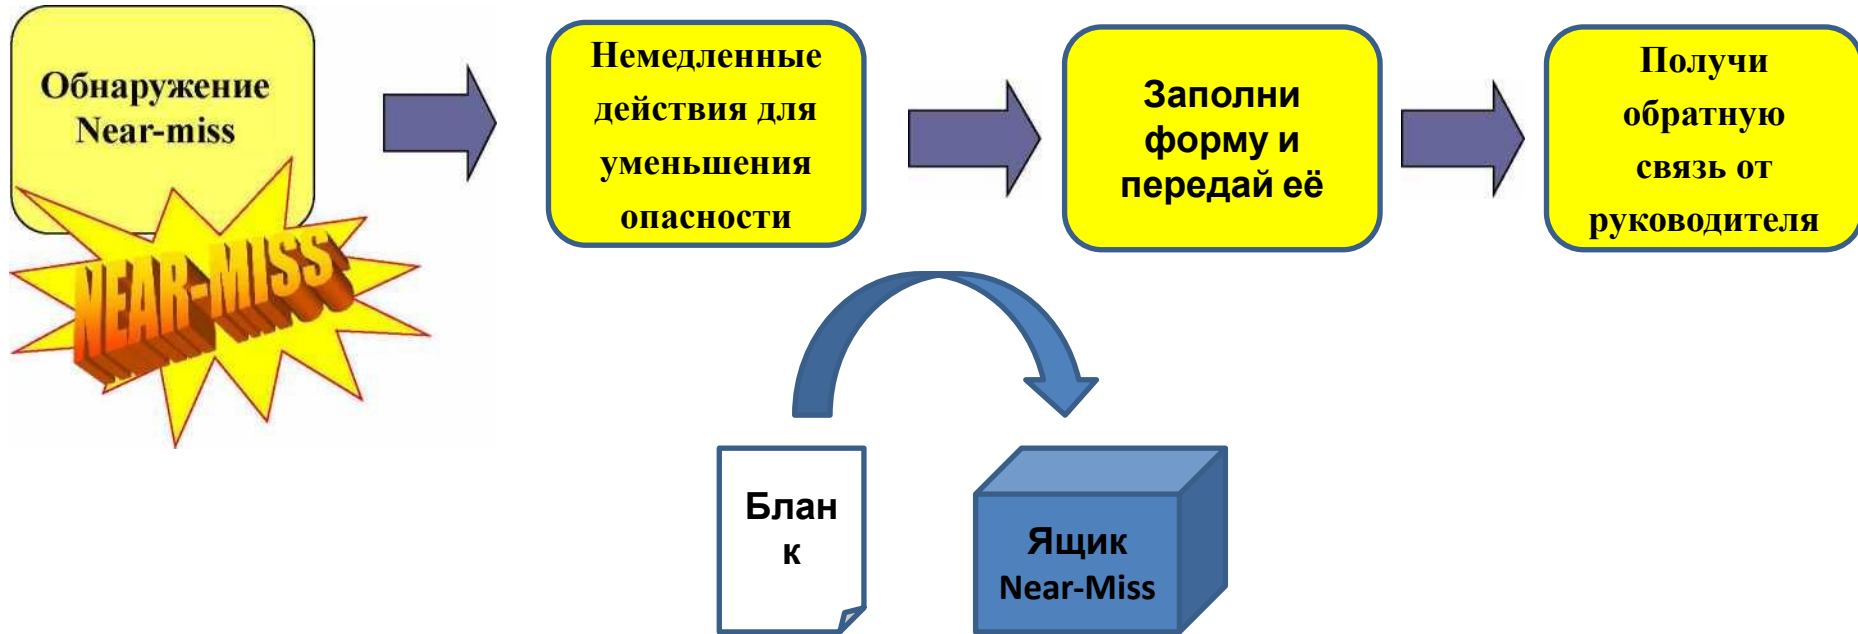 Обнаружение
Near-miss
NEAR-MISS
Немедленные
действия для
уменьшения
опасности
Заполни
форму и
передай её
Получи
обратную
связь от
руководителя
Блан
к
Ящик
Near-Miss